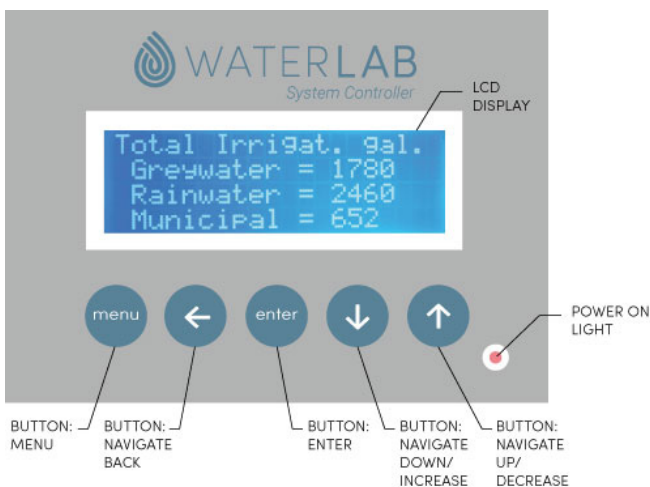 WATERLAB
System Controller
LCD
DISPLAY
Total Irrigat. gal.
Greywater = 1780
Rainwater = 2460
Municipal = 652
menu
enter
POWER ON
LIGHT
BUTTON:
MENU
BUTTON:
NAVIGATE
BACK
BUTTON:
ENTER
BUTTON:
NAVIGATE
DOWN/
INCREASE
BUTTON:
NAVIGATE
UP/
DECREASE